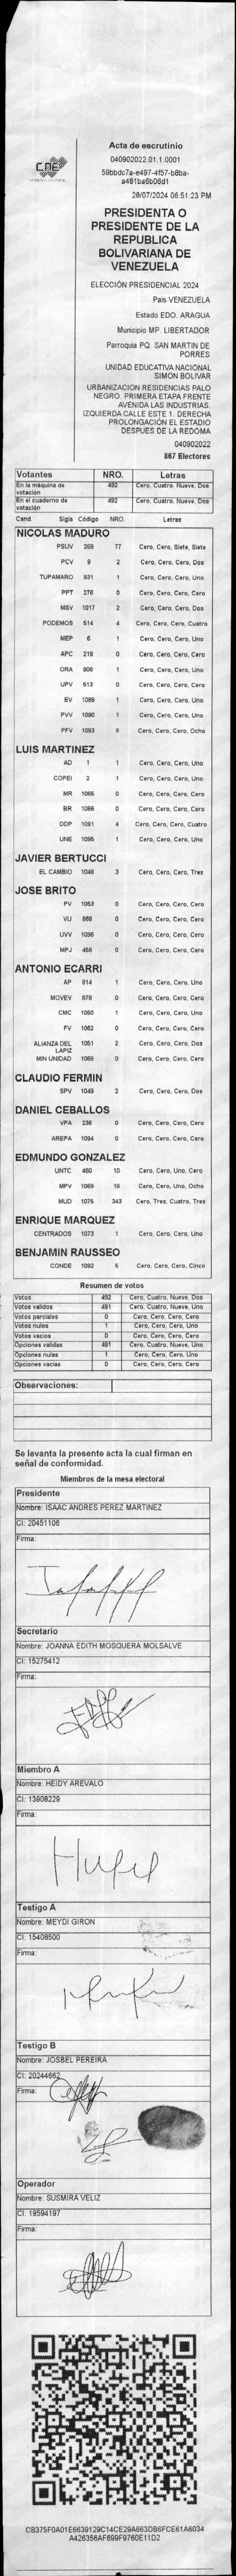 CNE
Acta de escrutinio
040902022.01.1.0001
59bbdc7a-e497-4f57-b8ba-
a481ba6b06d1
28/07/2024 06:51:23 PM
PRESIDENTA O
PRESIDENTE DE LA
REPUBLICA
BOLIVARIANA DE
VENEZUELA
ELECCIÓN PRESIDENCIAL 2024
País VENEZUELA
Estado EDO. ARAGUA
Municipio MP. LIBERTADOR
Parroquia PQ. SAN MARTIN DE
PORRES
UNIDAD EDUCATIVA NACIONAL
SIMON BOLIVAR
URBANIZACION RESIDENCIAS PALO
NEGRO. PRIMERA ETAPA FRENTE
AVENIDA LAS INDUSTRIAS.
IZQUIERDA CALLE ESTE 1. DERECHA
PROLONGACIÓN EL ESTADIO
DESPUES DE LA REDOMA
040902022
867 Electores
Votantes NRO. Letras
En la máquina de votación 492 Cero, Cuatro, Nueve, Dos
En el cuaderno de votación 492 Cero, Cuatro, Nueve, Dos
Cand. Sigla Código NRO. Letras
NICOLAS MADURO
PSUV 269 77 Cero, Cero, Siete, Siete
PCV 9 2 Cero, Cero, Cero, Dos
TUPAMARO 931 1 Cero, Cero, Cero, Uno
PPT 276 0 Cero, Cero, Cero, Cero
MSV 1017 2 Cero, Cero, Cero, Dos
PODEMOS 514 4 Cero, Cero, Cero, Cuatro
MEP 6 1 Cero, Cero, Cero, Uno
APC 219 0 Cero, Cero, Cero, Cero
ORA 906 1 Cero, Cero, Cero, Uno
UPV 613 0 Cero, Cero, Cero, Cero
EV 1089 1 Cero, Cero, Cero, Uno
PVV 1090 1 Cero, Cero, Cero, Uno
PFV 1093 8 Cero, Cero, Cero, Ocho
LUIS MARTINEZ
AD 1 1 Cero, Cero, Cero, Uno
COPEI 2 1 Cero, Cero, Cero, Uno
MR 1065 0 Cero, Cero, Cero, Cero
BR 1066 0 Cero, Cero, Cero, Cero
DDP 1091 4 Cero, Cero, Cero, Cuatro
UNE 1095 1 Cero, Cero, Cero, Uno
JAVIER BERTUCCI
EL CAMBIO 1048 3 Cero, Cero, Cero, Tres
JOSE BRITO
PV 1053 0 Cero, Cero, Cero, Cero
VU 868 0 Cero, Cero, Cero, Cero
UVV 1096 0 Cero, Cero, Cero, Cero
MPJ 458 0 Cero, Cero, Cero, Cero
ANTONIO ECARRI
AP 814 1 Cero, Cero, Cero, Uno
MOVEV 878 0 Cero, Cero, Cero, Cero
CMC 1050 1 Cero, Cero, Cero, Uno
FV 1062 0 Cero, Cero, Cero, Cero
ALIANZA DEL LAPIZ 1051 2 Cero, Cero, Cero, Dos
MIN UNIDAD 1068 0 Cero, Cero, Cero, Cero
CLAUDIO FERMIN
SPV 1049 2 Cero, Cero, Cero, Dos
DANIEL CEBALLOS
VPA 236 0 Cero, Cero, Cero, Cero
AREPA 1094 0 Cero, Cero, Cero, Cero
EDMUNDO GONZALEZ
UNTC 460 10 Cero, Cero, Uno, Cero
MPV 1069 18 Cero, Cero, Uno, Ocho
MUD 1075 343 Cero, Tres, Cuatro, Tres
ENRIQUE MARQUEZ
CENTRADOS 1073 1 Cero, Cero, Cero, Uno
BENJAMIN RAUSSEO
CONDE 1092 5 Cero, Cero, Cero, Cinco
Resumen de votos
Votos 492 Cero, Cuatro, Nueve, Dos
Votos validos 491 Cero, Cuatro, Nueve, Uno
Votos parciales 0 Cero, Cero, Cero, Cero
Votos nulos 1 Cero, Cero, Cero, Uno
Votos vacios 0 Cero, Cero, Cero, Cero
Opciones validas 491 Cero, Cuatro, Nueve, Uno
Opciones nulas 1 Cero, Cero, Cero, Uno
Opciones vacias 0 Cero, Cero, Cero, Cero
Observaciones:
Se levanta la presente acta la cual firman en
señal de conformidad.
Miembros de la mesa electoral
Presidente
Nombre: ISAAC ANDRES PEREZ MARTINEZ
CI: 20451106
Firma:
Secretario
Nombre: JOANNA EDITH MOSQUERA MOLSALVE
CI: 15275412
Firma:
Miembro A
Nombre: HEIDY AREVALO
CI: 13908229
Firma:
Testigo A
Nombre: MEYDI GIRON
CI: 15408500
Firma:
Testigo B
Nombre: JOSBEL PEREIRA
CI: 20244662
Firma:
Operador
Nombre: SUSMIRA VELIZ
CI: 19594197
Firma:
CB375F0A01E6639129C14CE29A663DB6FCE61A6034
A426356AF699F9760E11D2